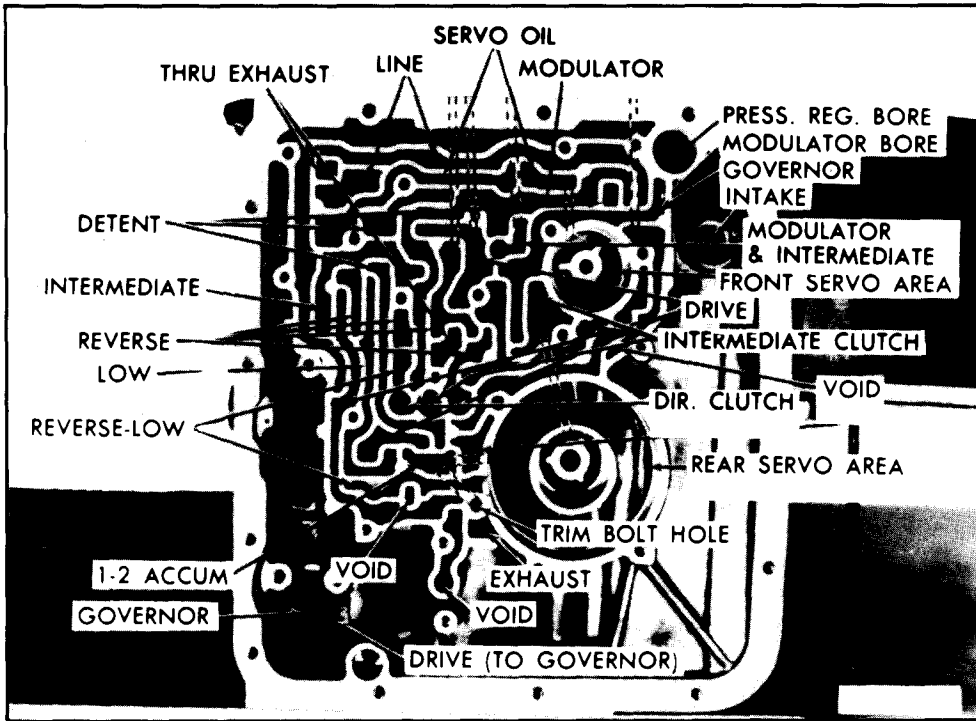 SERVO OIL
THRU EXHAUST
LINE
MODULATOR
PRESS. REG. BORE
MODULATOR BORE
GOVERNOR
INTAKE
DETENT
MODULATOR
& INTERMEDIATE
FRONT SERVO AREA
INTERMEDIATE
DRIVE
REVERSE
INTERMEDIATE CLUTCH
LOW
VOID
DIR. CLUTCH
REVERSE-LOW
REAR SERVO AREA
TRIM BOLT HOLE
1-2 ACCUM
VOID
EXHAUST
GOVERNOR
VOID
DRIVE (TO GOVERNOR)